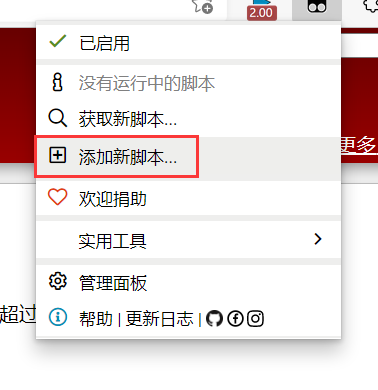 2.00
已启用
没有运行中的脚本
获取新脚本...
添加新脚本...
更多
欢迎捐助
实用工具
管理面板
超过
帮助 | 更新日志 |